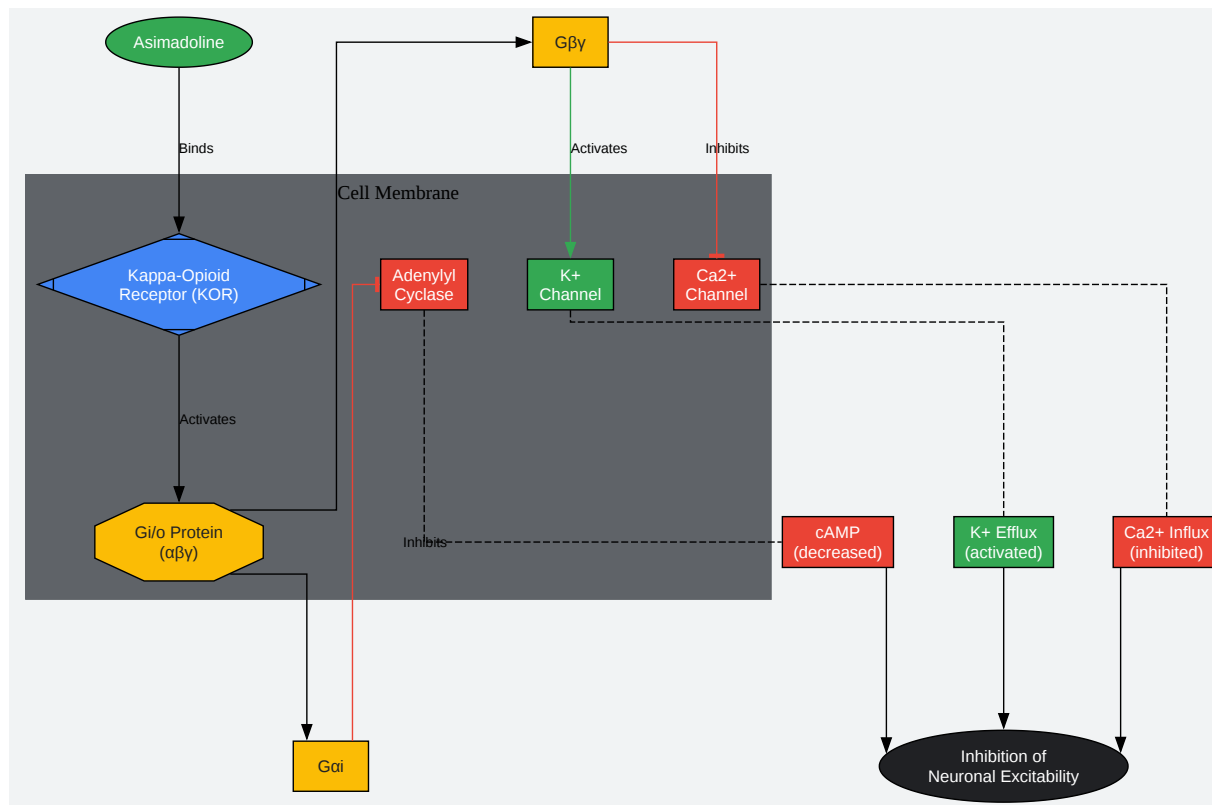 Asimadoline
Gβγ
Binds
Activates
Inhibits
Cell Membrane
Kappa-Opioid
Receptor (KOR)
Adenylyl
Cyclase
K+
Channel
Ca2+
Channel
Activates
Gi/o Protein
(αβγ)
Inhibits
cAMP
(decreased)
K+ Efflux
(activated)
Ca2+ Influx
(inhibited)
Gαi
Inhibition of
Neuronal Excitability